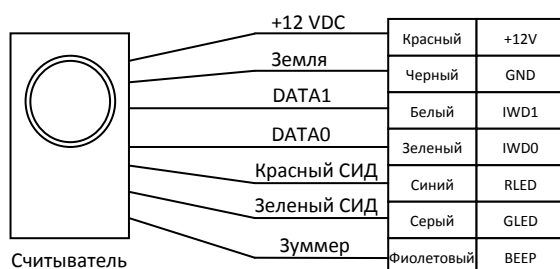 +12 VDC
Красный +12V
Земля
Черный GND
DATA1
Белый IWD1
DATA0
Зеленый IWD0
Красный СИД
Синий RLED
Зеленый СИД
Серый GLED
Зуммер
Фиолетовый BEEP
Считыватель